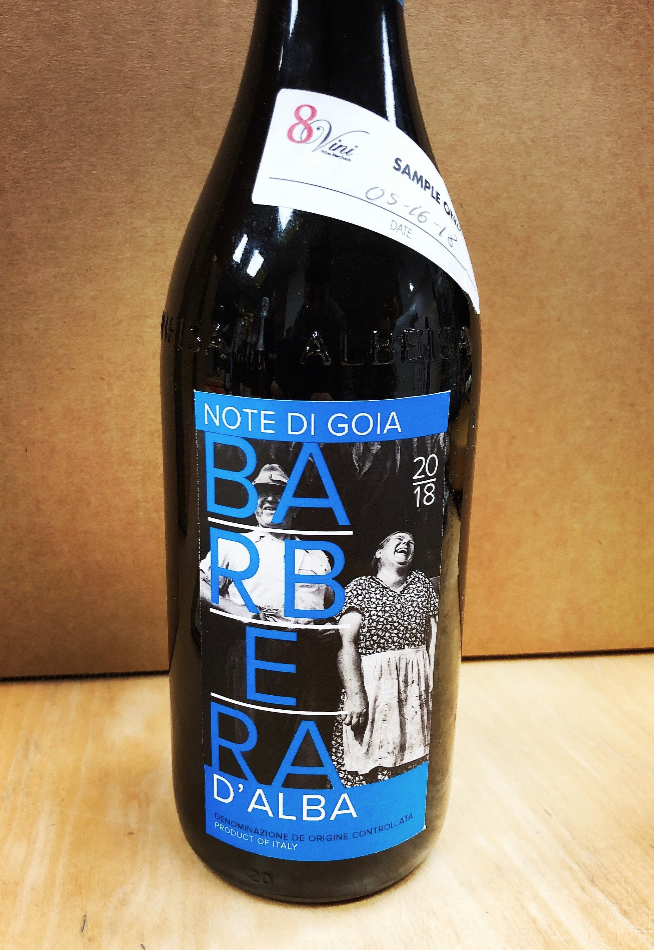 8 Vini
SAMPLE
05-16-18
DATE
ALBEISA
NOTE DI GOIA
20
18
BA
RB
E
RA
D'ALBA
DENOMINAZIONE DE ORIGINE CONTROLLATA
PRODUCT OF ITALY
20